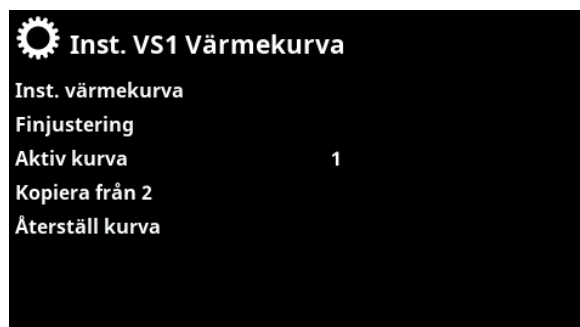 Inst. VS1 Värmekurva
Inst. värmekurva
Finjustering
Aktiv kurva 1
Kopiera från 2
Återställ kurva